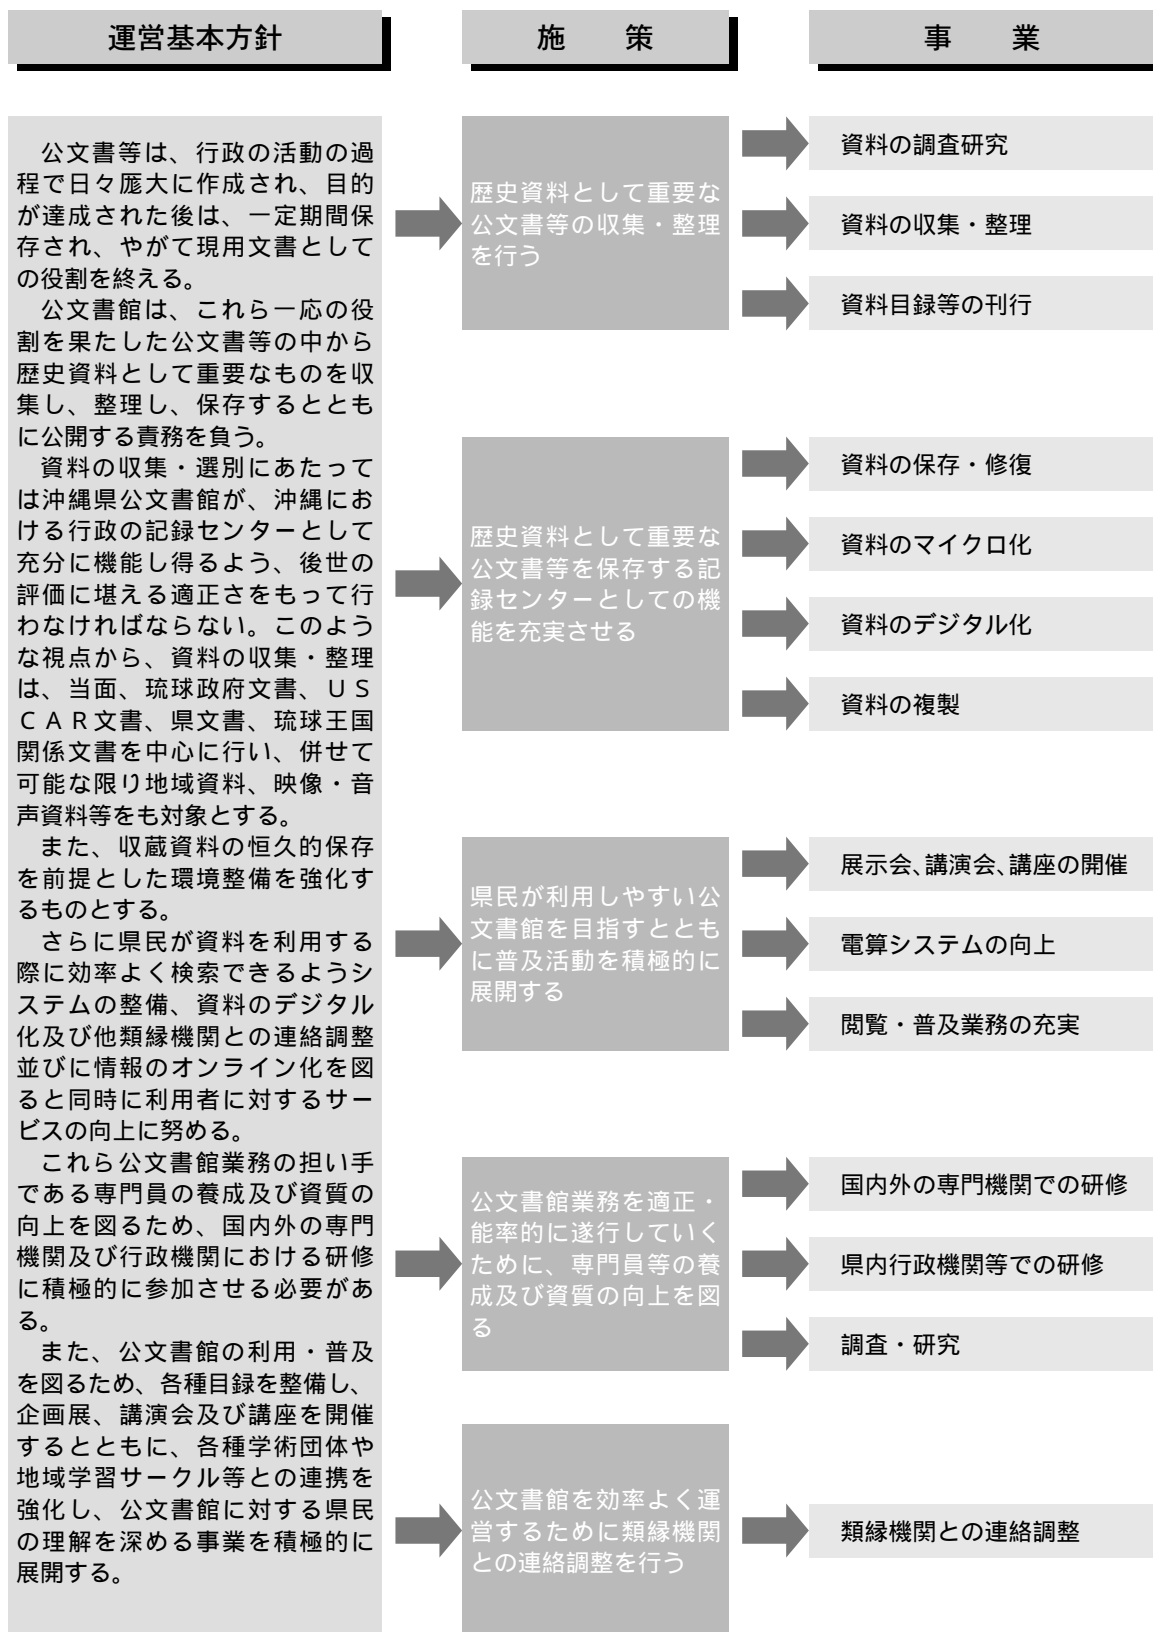 運営基本方針
施　　策
事　　業
公文書等は、行政の活動の過
程で日々厖大に作成され、目的
が達成された後は、一定期間保
存され、やがて現用文書として
の役割を終える。
公文書館は、これら一応の役
割を果たした公文書等の中から
歴史資料として重要なものを収
集し、整理し、保存するととも
に公開する責務を負う。
資料の収集・選別にあたって
は沖縄県公文書館が、沖縄にお
ける行政の記録センターとして
充分に機能し得るよう、後世の
評価に堪える適正さをもって行
わなければならない。このよう
な視点から、資料の収集・整理
は、当面、琉球政府文書、ＵＳ
ＣＡＲ文書、県文書、琉球王国
関係文書を中心に行い、併せて
可能な限り地域資料、映像・音
声資料等をも対象とする。
また、収蔵資料の恒久的保存
を前提とした環境整備を強化す
るものとする。
さらに県民が資料を利用する
際に効率よく検索できるようシ
ステムの整備、資料のデジタル
化及び他類縁機関との連絡調整
並びに情報のオンライン化を図
ると同時に利用者に対するサー
ビスの向上に努める。
これら公文書館業務の担い手
である専門員の養成及び資質の
向上を図るため、国内外の専門
機関及び行政機関における研修
に積極的に参加させる必要があ
る。
また、公文書館の利用・普及
を図るため、各種目録を整備し、
企画展、講演会及び講座を開催
するとともに、各種学術団体や
地域学習サークル等との連携を
強化し、公文書館に対する県民
の理解を深める事業を積極的に
展開する。
歴史資料として重要な
公文書等の収集・整理
を行う
資料の調査研究
資料の収集・整理
資料目録等の刊行
歴史資料として重要な
公文書等を保存する記
録センターとしての機
能を充実させる
資料の保存・修復
資料のマイクロ化
資料のデジタル化
資料の複製
県民が利用しやすい公
文書館を目指すととも
に普及活動を積極的に
展開する
展示会、講演会、講座の開催
電算システムの向上
閲覧・普及業務の充実
公文書館業務を適正・
能率的に遂行していく
ために、専門員等の養
成及び資質の向上を図
る
国内外の専門機関での研修
県内行政機関等での研修
調査・研究
公文書館を効率よく運
営するために類縁機関
との連絡調整を行う
類縁機関との連絡調整